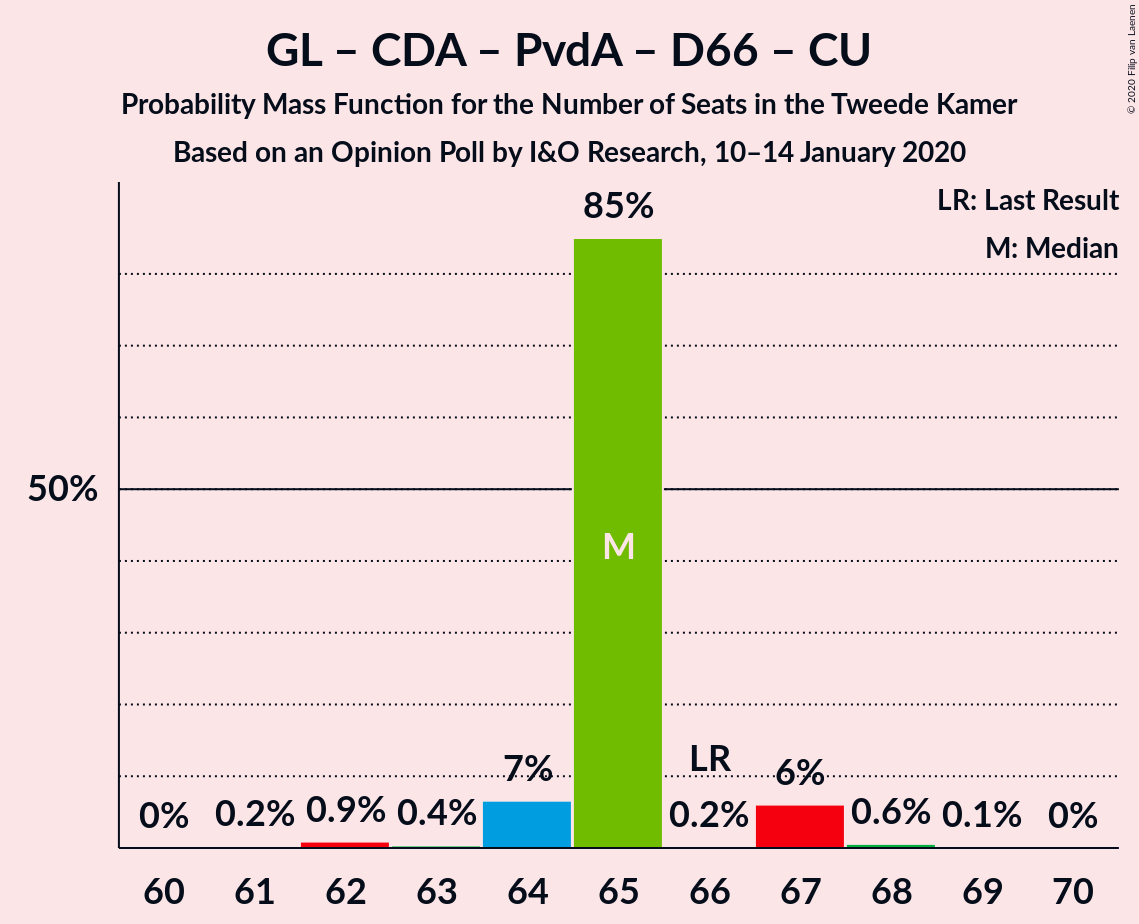 GL – CDA – PvdA – D66 – CU
Probability Mass Function for the Number of Seats in the Tweede Kamer
Based on an Opinion Poll by I&O Research, 10–14 January 2020
© 2020 Filip van Laenen
LR: Last Result
M: Median
85%
50%
M
LR
0%
0.2%
0.9%
0.4%
7%
0.2%
6%
0.6%
0.1%
0%
60 61 62 63 64 65 66 67 68 69 70